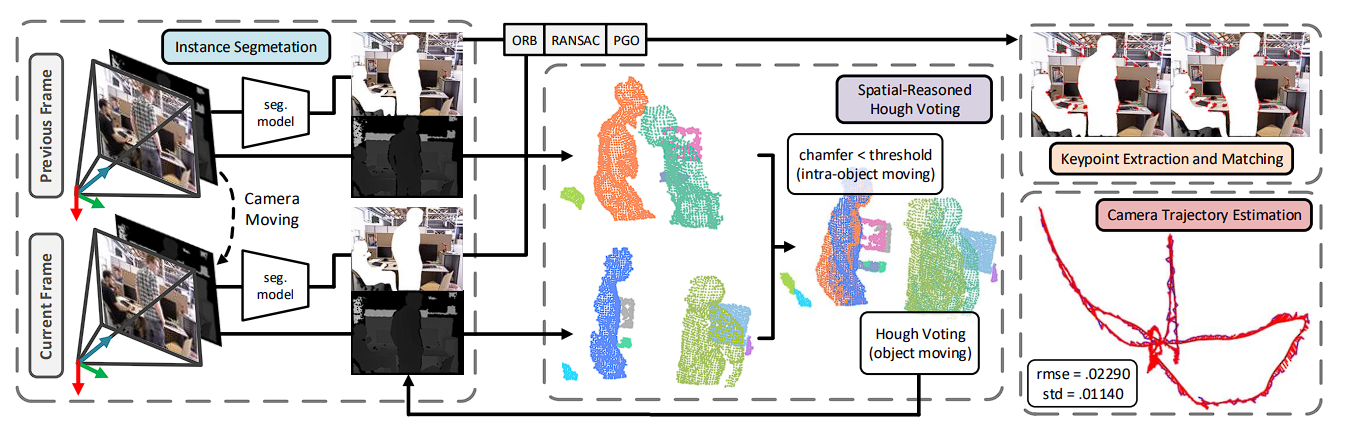 Instance Segmetation
Previous Frame
seg.
model
Camera
Moving
Current Frame
seg.
model
ORB
RANSAC
PGO
Spatial-Reasoned
Hough Voting
chamfer < threshold
(intra-object moving)
Hough Voting
(object moving)
Keypoint Extraction and Matching
Camera Trajectory Estimation
rmse = .02290
std = .01140